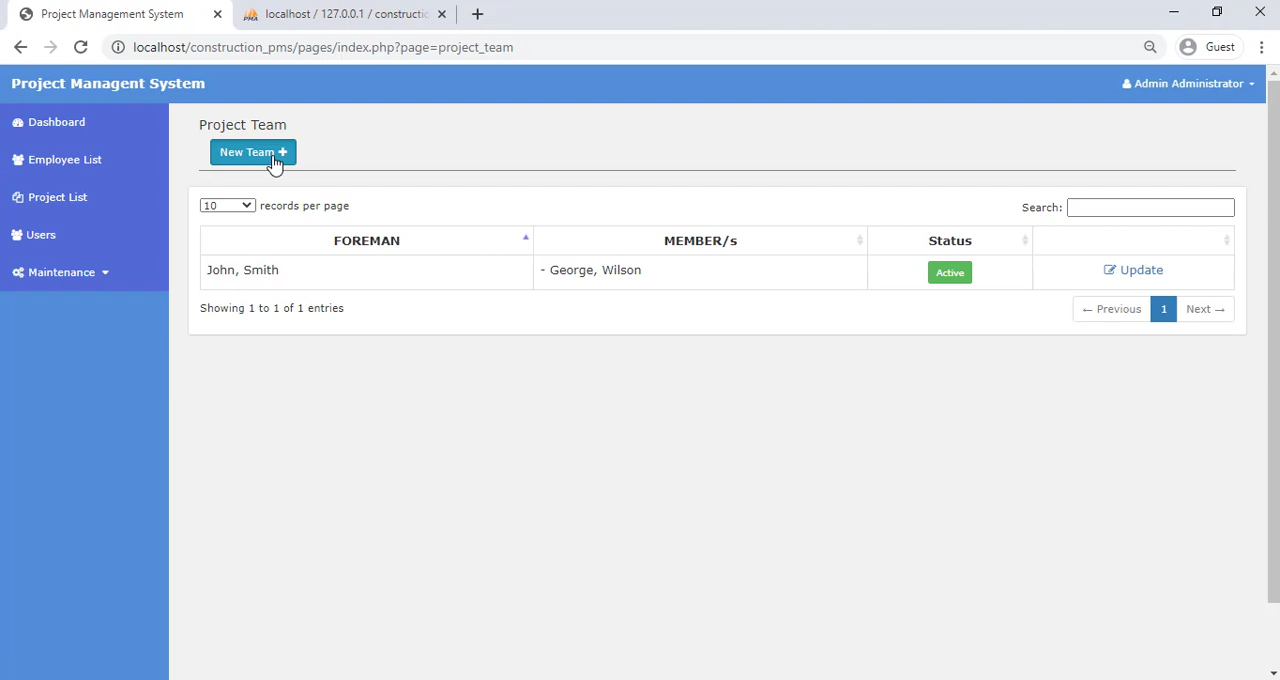 Project Management System
localhost / 127.0.0.1 / constructi
localhost/construction_pms/pages/index.php?page=project_team
Guest
Project Managent System
Admin Administrator
Dashboard
Employee List
Project List
Users
Maintenance
Project Team
New Team +
10 records per page
Search:
FOREMAN MEMBER/s Status
John, Smith - George, Wilson Active Update
Showing 1 to 1 of 1 entries
← Previous 1 Next →